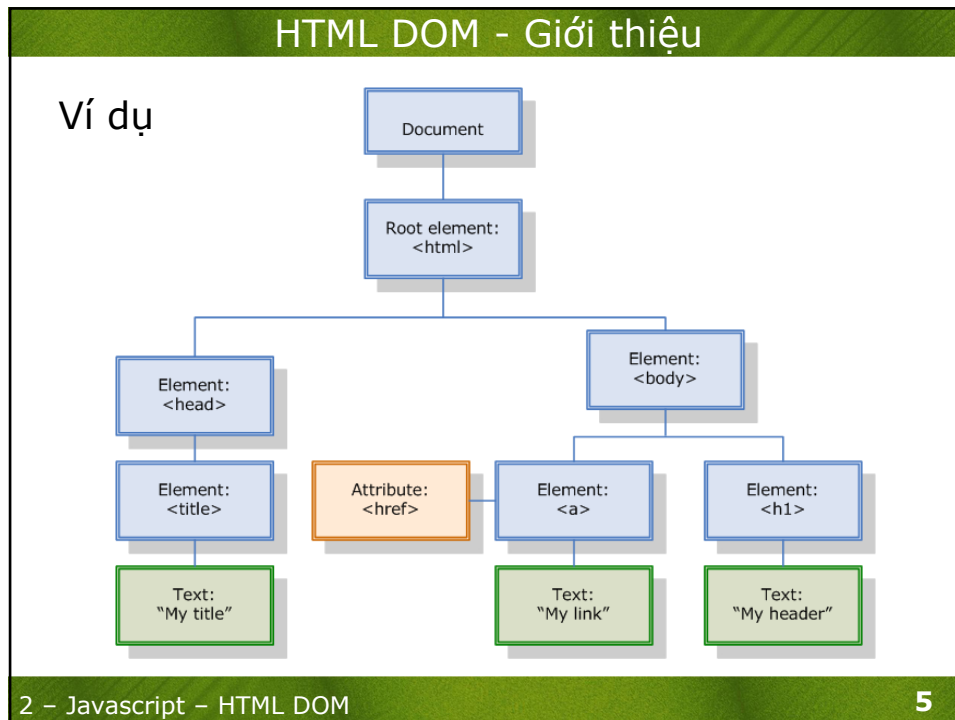 HTML DOM - Giới thiệu
Ví dụ
Document
Root element:
<html>
Element:
<head>
Element:
<body>
Element:
<title>
Attribute:
<href>
Element:
<a>
Element:
<h1>
Text:
“My title”
Text:
“My link”
Text:
“My header”
2 – Javascript – HTML DOM
5